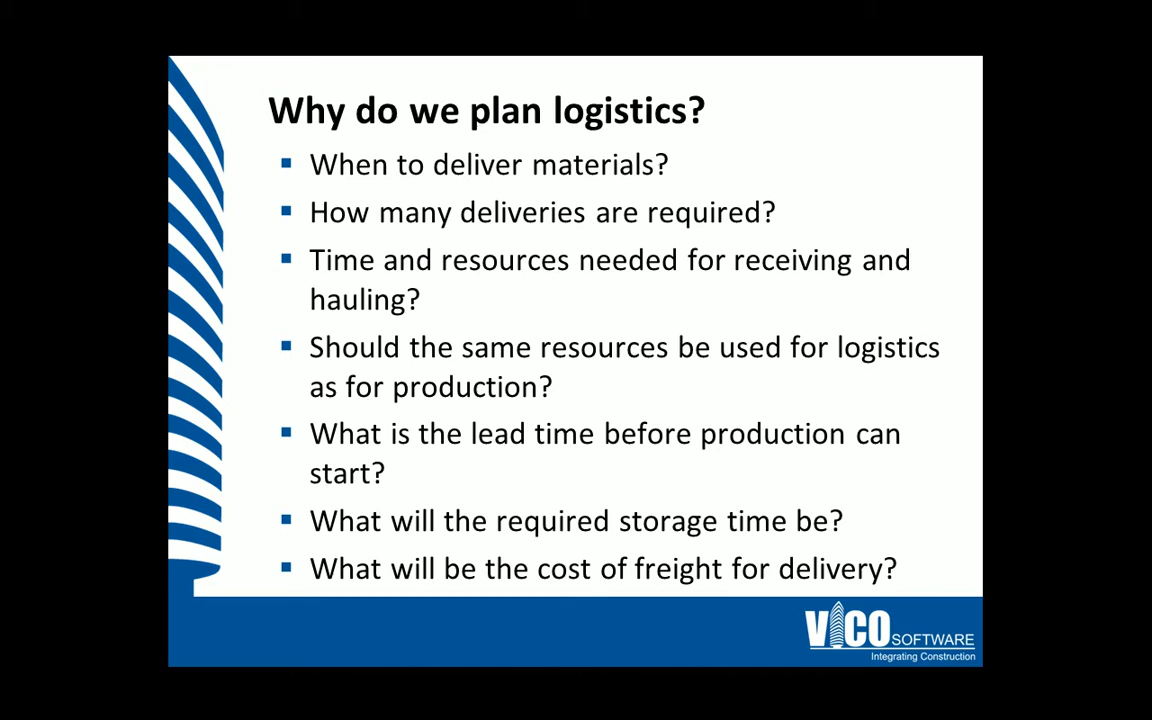 Why do we plan logistics?
▪ When to deliver materials?
▪ How many deliveries are required?
▪ Time and resources needed for receiving and
hauling?
▪ Should the same resources be used for logistics
as for production?
▪ What is the lead time before production can
start?
▪ What will the required storage time be?
▪ What will be the cost of freight for delivery?
VICO SOFTWARE
Integrating Construction